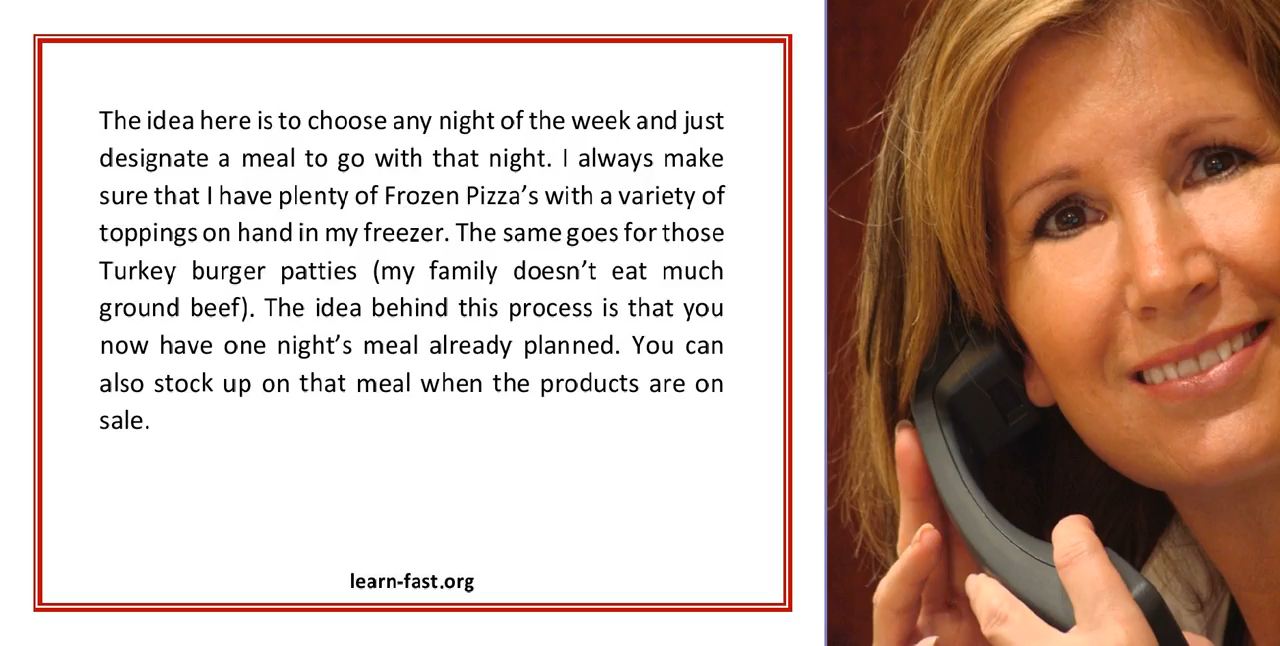 The idea here is to choose any night of the week and just
designate a meal to go with that night. I always make
sure that I have plenty of Frozen Pizza’s with a variety of
toppings on hand in my freezer. The same goes for those
Turkey burger patties (my family doesn’t eat much
ground beef). The idea behind this process is that you
now have one night’s meal already planned. You can
also stock up on that meal when the products are on
sale.
learn-fast.org